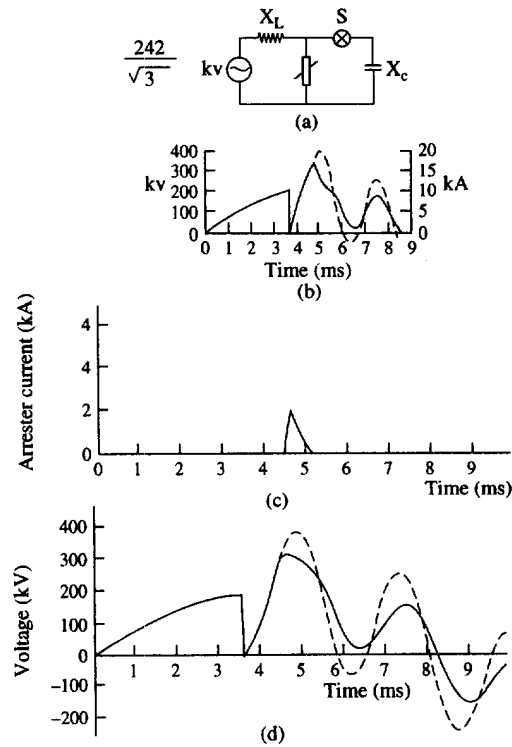 X_L S
242
√3
kv X_c
(a)
400 20
300 15
kv 200 10 kA
100 5
0 0
0 1 2 3 4 5 6 7 8 9
Time (ms)
(b)
Arrester current (kA)
4
2
0
0 1 2 3 4 5 6 7 8 9
Time (ms)
(c)
Voltage (kV)
400
300
200
100
0
-100
-200
1 2 3 4 5 6 7 8 9
Time (ms)
(d)